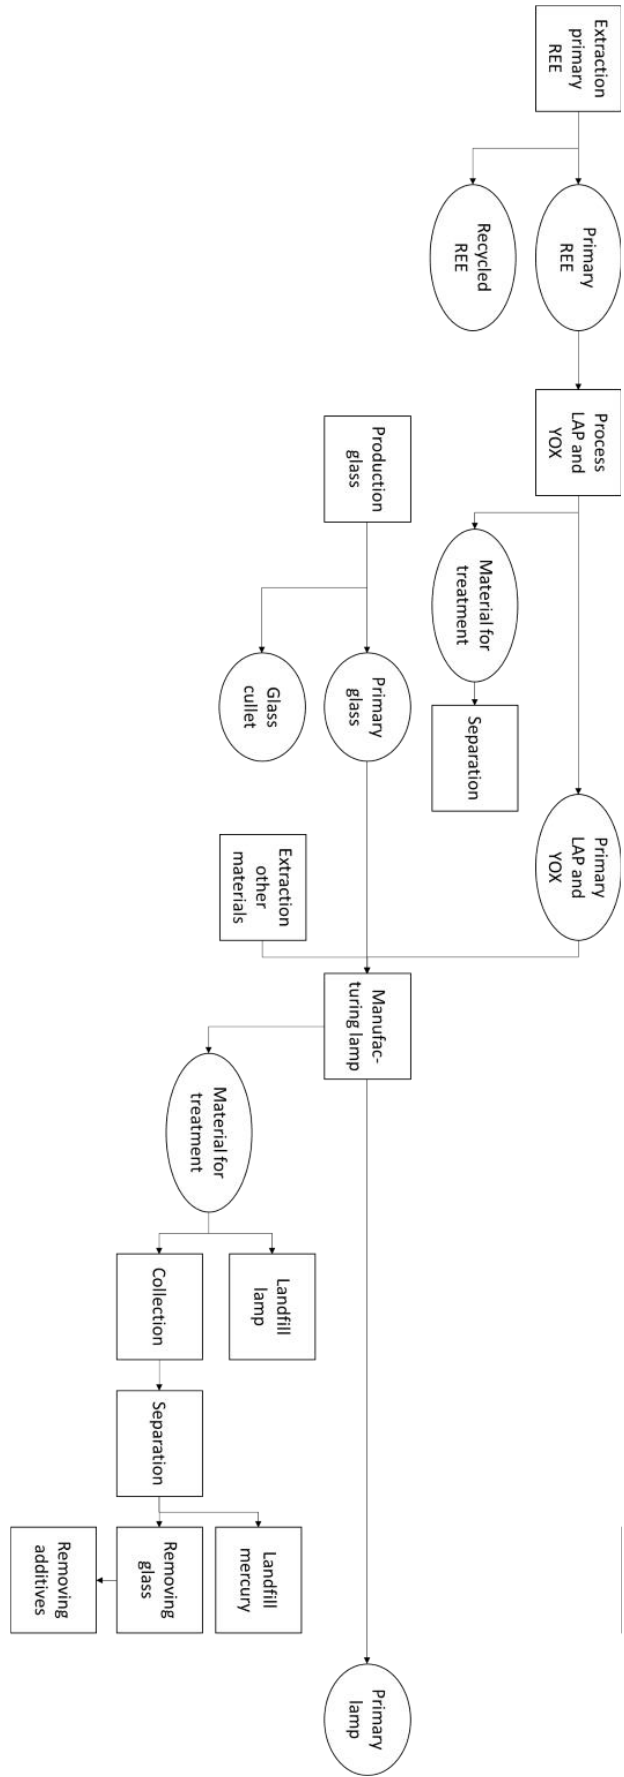 Extraction
primary
REE
Primary
REE
Recycled
REE
Process
LAP and
YOX
Material for
treatment
Separation
Primary
LAP and
YOX
Production
glass
Primary
glass
Glass
cullet
Extraction
other
materials
Manufac-
turing lamp
Material for
treatment
Landfill
lamp
Collection
Separation
Landfill
mercury
Removing
glass
Removing
additives
Primary
lamp